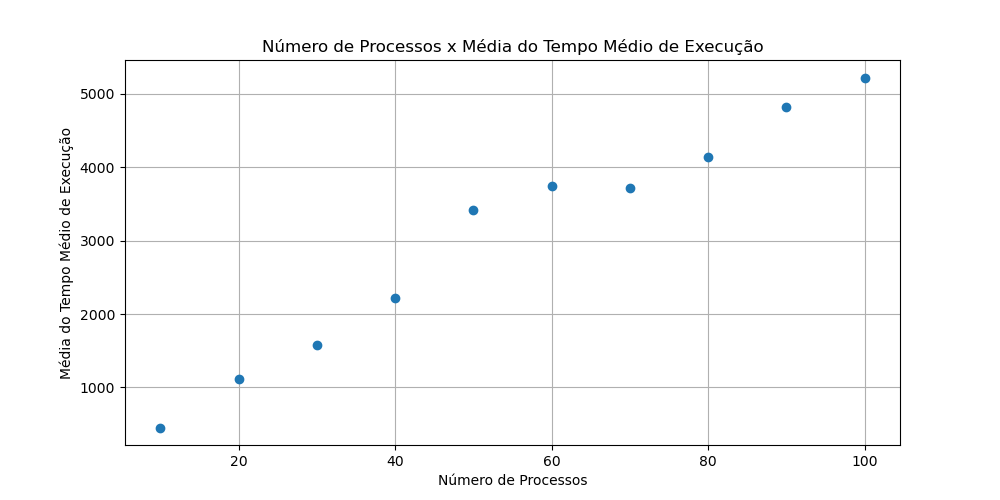 Número de Processos x Média do Tempo Médio de Execução
Média do Tempo Médio de Execução
5000
4000
3000
2000
1000
20 40 60 80 100
Número de Processos